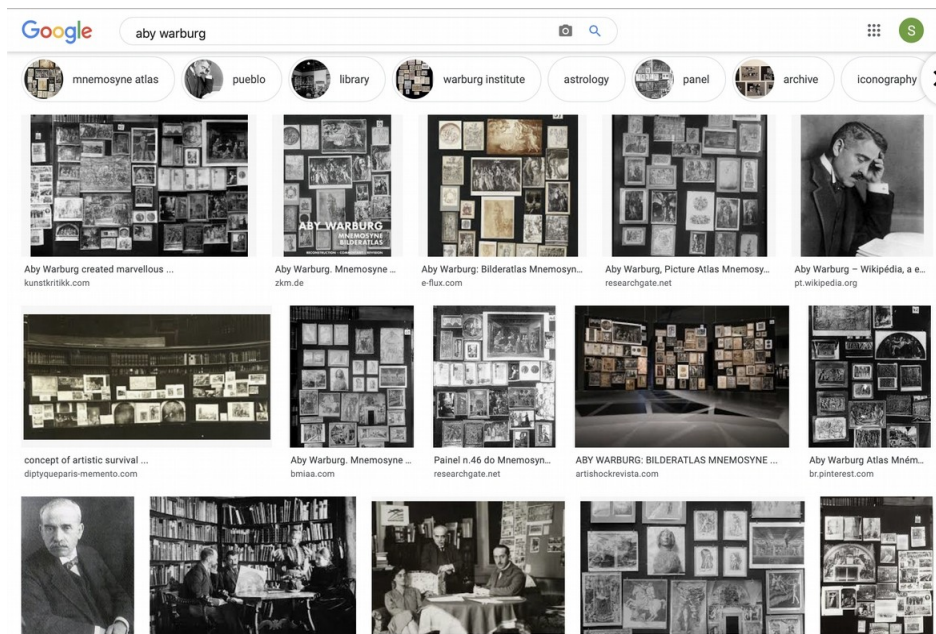 Google
aby warburg
S
mnemosyne atlas
pueblo
library
warburg institute
astrology
panel
archive
iconography
ABY WARBURG
MNEMOSYNE
BILDERATLAS
Aby Warburg created marvellous ...
kunstkritikk.com
Aby Warburg. Mnemosyne ...
zkm.de
Aby Warburg: Bilderatlas Mnemosyn...
e-flux.com
Aby Warburg, Picture Atlas Mnemosy...
researchgate.net
Aby Warburg – Wikipédia, a e...
pt.wikipedia.org
concept of artistic survival ...
diptyqueparis-memento.com
Aby Warburg. Mnemosyne ...
bmiaa.com
Painel n.46 do Mnemosyn...
researchgate.net
ABY WARBURG: BILDERATLAS MNEMOSYNE ...
artishockrevista.com
Aby Warburg Atlas Mném...
br.pinterest.com